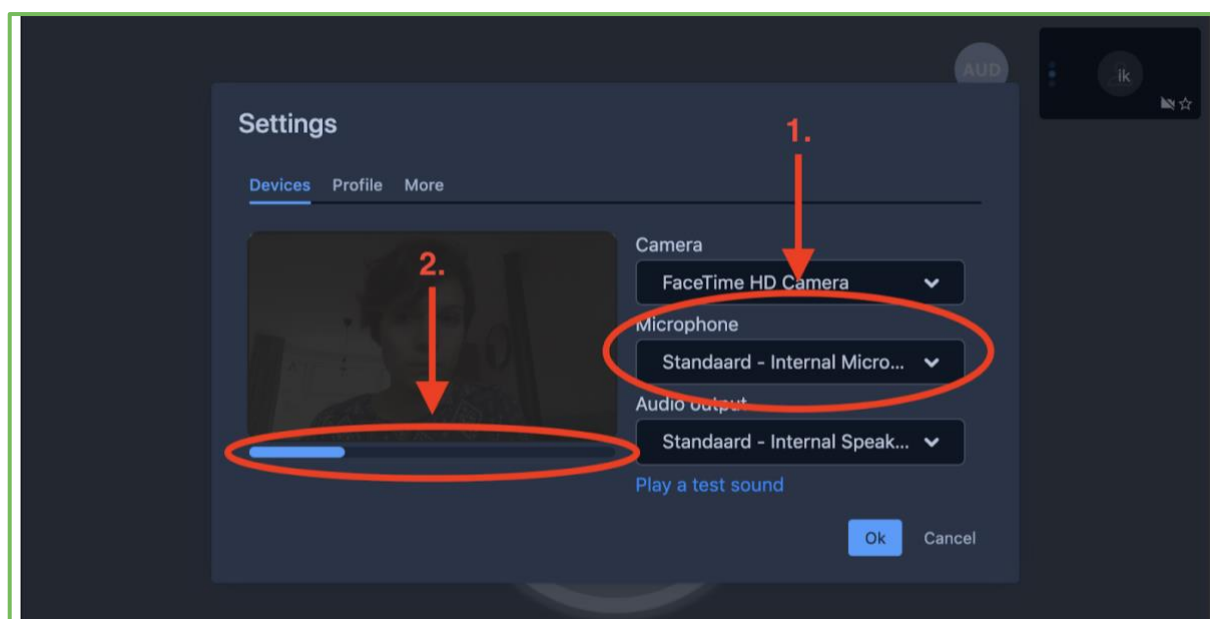 AUD
ik
Settings
1.
Devices Profile More
2.
Camera
FaceTime HD Camera
Microphone
Standaard - Internal Micro...
Audio output
Standaard - Internal Speak...
Play a test sound
Ok Cancel